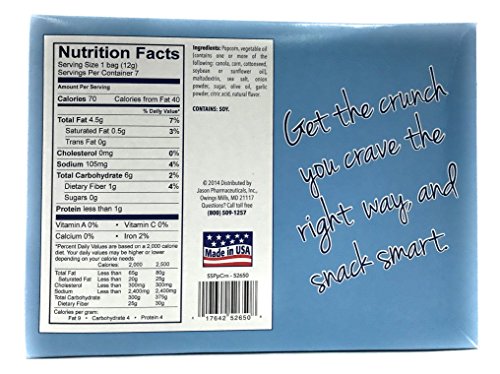 Nutrition Facts
Serving Size 1 bag (12g)
Servings Per Container 7
Amount Per Serving
Calories 70 Calories from Fat 40
% Daily Value*
Total Fat 4.5g 7%
Saturated Fat 0.5g 3%
Trans Fat 0g
Cholesterol 0mg 0%
Sodium 105mg 4%
Total Carbohydrate 6g 2%
Dietary Fiber 1g 4%
Sugars 0g
Protein less than 1g
Vitamin A 0% • Vitamin C 0%
Calcium 0% • Iron 2%
*Percent Daily Values are based on a 2,000 calorie
diet. Your daily values may be higher or lower
depending on your calorie needs.
Calories: 2,000 2,500
Total Fat Less than 65g 80g
Saturated Fat Less than 20g 25g
Cholesterol Less than 300mg 300mg
Sodium Less than 2,400mg 2,400mg
Total Carbohydrate 300g 375g
Dietary Fiber 25g 30g
Calories per gram:
Fat 9 • Carbohydrate 4 • Protein 4
Ingredients: Popcorn, vegetable oil
(contains one or more of the
following: canola, corn, cottonseed,
soybean or sunflower oil),
maltodextrin, sea salt, onion
powder, sugar, olive oil, garlic
powder, citric acid, natural flavor.
CONTAINS: SOY.
© 2014 Distributed by
Jason Pharmaceuticals, Inc.,
Owings Mills, MD 21117
Questions? Call toll free
(800) 509-1257
Made in USA
SSPpCrn - 52650
17642 52650
Get the crunch
you crave the
right way, and
snack smart.